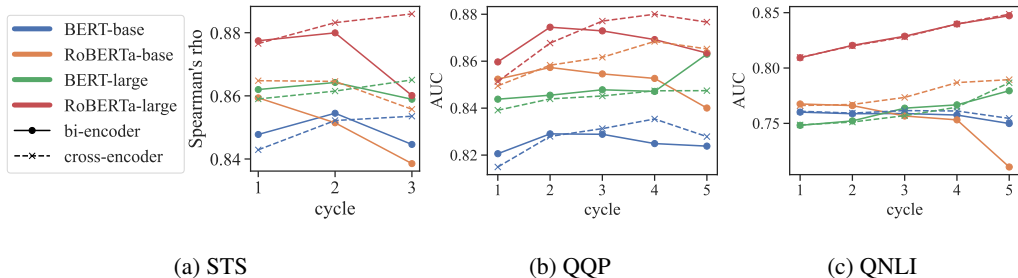 BERT-base
RoBERTa-base
BERT-large
RoBERTa-large
bi-encoder
cross-encoder
Spearman's rho
0.88
0.86
0.84
1 2 3
cycle
(a) STS
AUC
0.88
0.86
0.84
0.82
1 2 3 4 5
cycle
(b) QQP
AUC
0.85
0.80
0.75
1 2 3 4 5
cycle
(c) QNLI